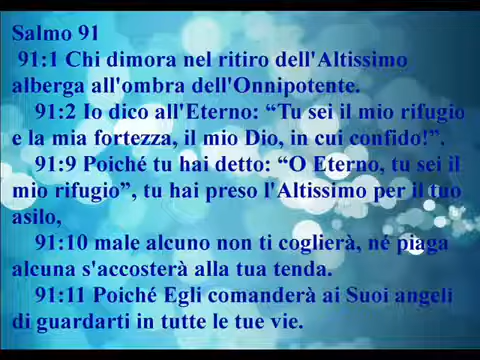 Salmo 91
91:1 Chi dimora nel ritiro dell'Altissimo
alberga all'ombra dell'Onnipotente.
91:2 Io dico all'Eterno: “Tu sei il mio rifugio
e la mia fortezza, il mio Dio, in cui confido!”.
91:9 Poiché tu hai detto: “O Eterno, tu sei il
mio rifugio”, tu hai preso l'Altissimo per il tuo
asilo,
91:10 male alcuno non ti coglierà, né piaga
alcuna s'accosterà alla tua tenda.
91:11 Poiché Egli comanderà ai Suoi angeli
di guardarti in tutte le tue vie.